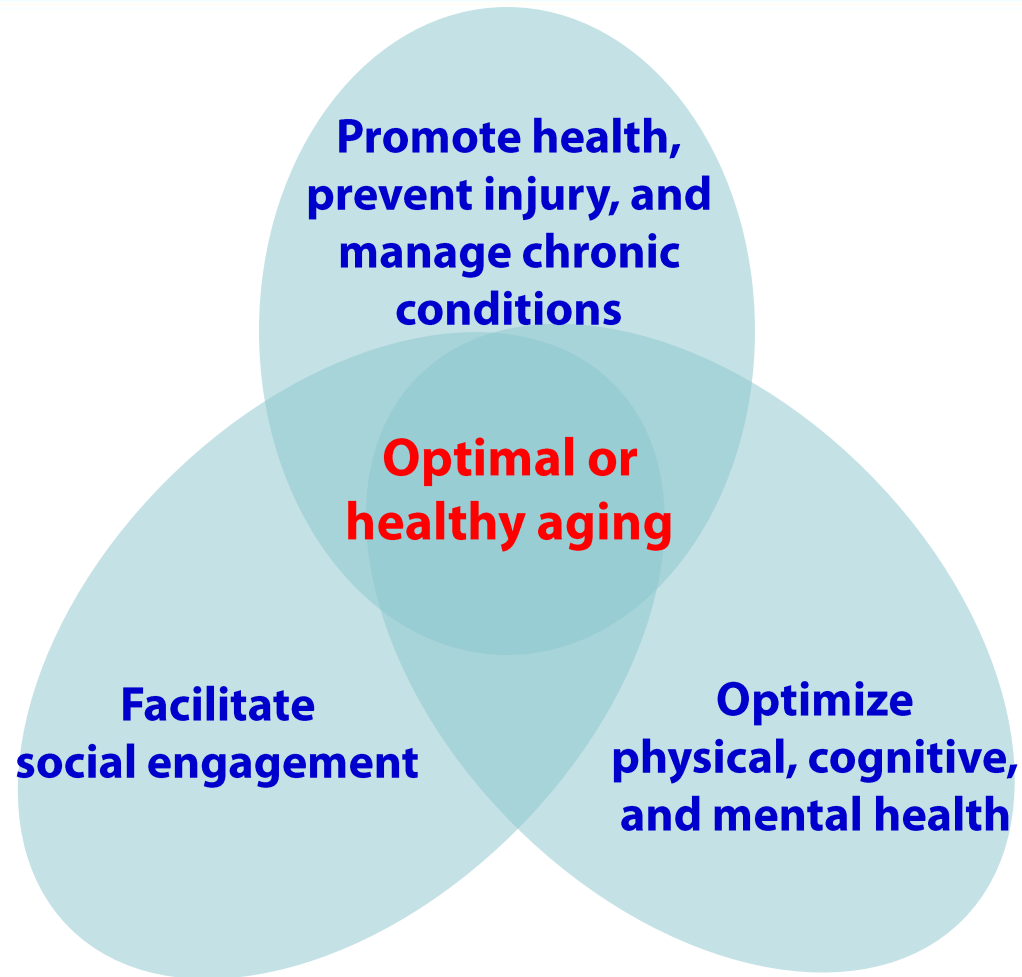 Promote health,
prevent injury, and
manage chronic
conditions
Optimal or
healthy aging
Facilitate
social engagement
Optimize
physical, cognitive,
and mental health